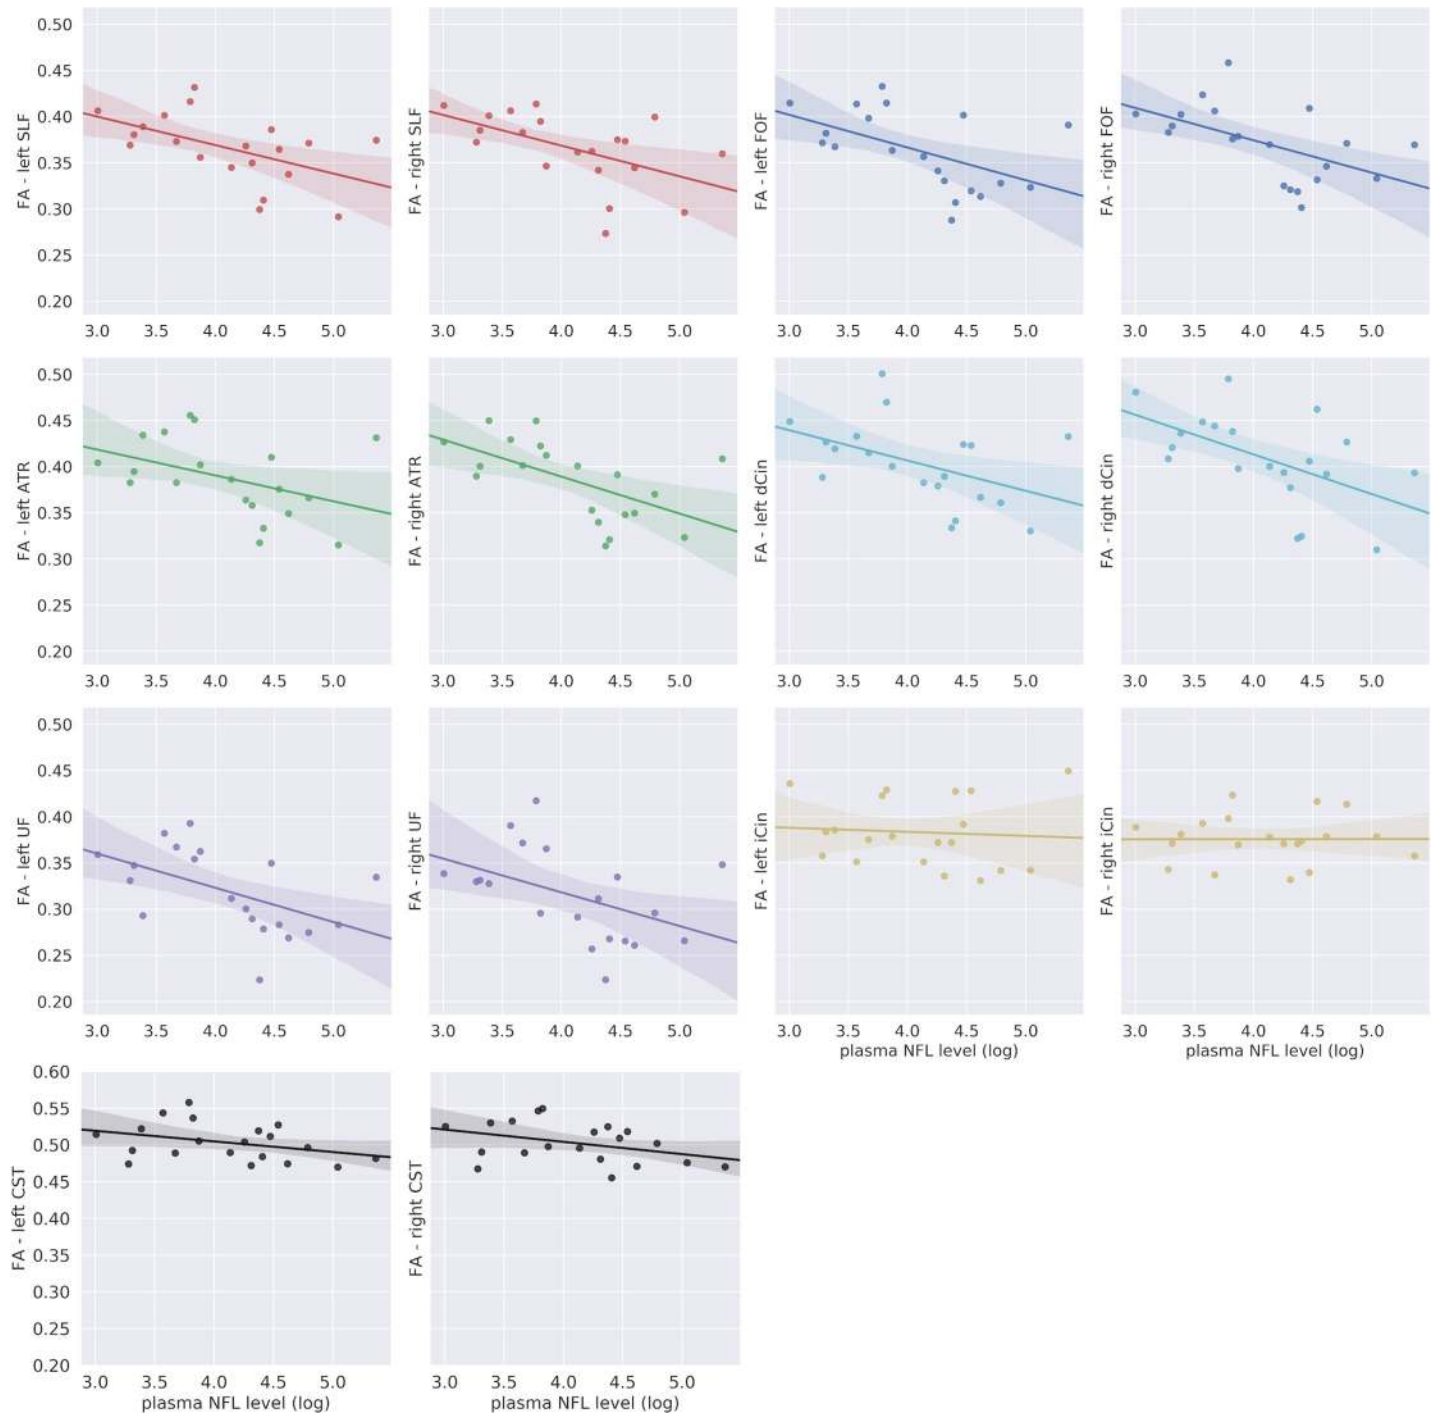 0.50
0.45
0.40
0.35
0.30
0.25
0.20
FA - left SLF
3.0 3.5 4.0 4.5 5.0
FA - right SLF
3.0 3.5 4.0 4.5 5.0
FA - left FOF
3.0 3.5 4.0 4.5 5.0
FA - right FOF
3.0 3.5 4.0 4.5 5.0
0.50
0.45
0.40
0.35
0.30
0.25
0.20
FA - left ATR
3.0 3.5 4.0 4.5 5.0
FA - right ATR
3.0 3.5 4.0 4.5 5.0
FA - left dCin
3.0 3.5 4.0 4.5 5.0
FA - right dCin
3.0 3.5 4.0 4.5 5.0
0.50
0.45
0.40
0.35
0.30
0.25
0.20
FA - left UF
3.0 3.5 4.0 4.5 5.0
FA - right UF
3.0 3.5 4.0 4.5 5.0
FA - left iCin
3.0 3.5 4.0 4.5 5.0
plasma NFL level (log)
FA - right iCin
3.0 3.5 4.0 4.5 5.0
plasma NFL level (log)
0.60
0.55
0.50
0.45
0.40
0.35
0.30
0.20
FA - left CST
3.0 3.5 4.0 4.5 5.0
plasma NFL level (log)
FA - right CST
3.0 3.5 4.0 4.5 5.0
plasma NFL level (log)